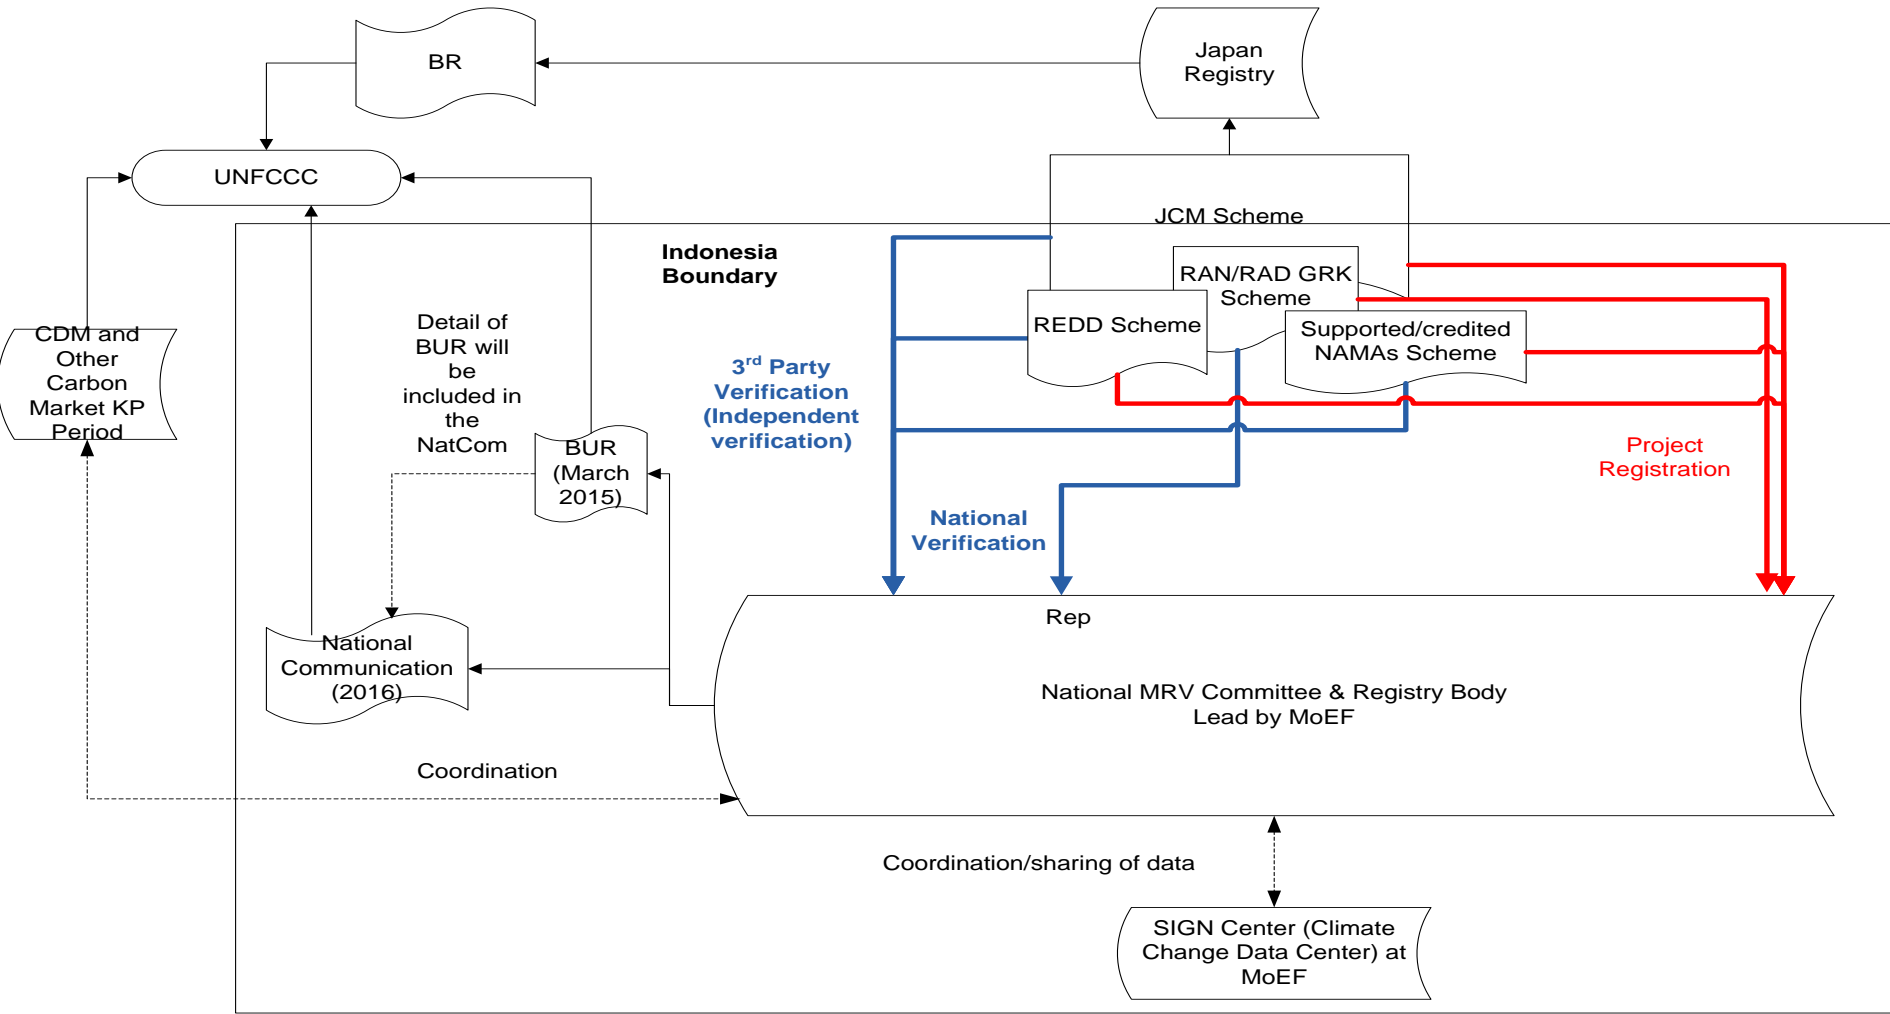 BR
Japan
Registry
UNFCCC
JCM Scheme
Indonesia
Boundary
RAN/RAD GRK
Scheme
REDD Scheme
Supported/credited
NAMAs Scheme
CDM and
Other
Carbon
Market KP
Period
Detail of
BUR will
be
included in
the
NatCom
3rd Party
Verification
(Independent
verification)
BUR
(March
2015)
Project
Registration
National
Verification
Rep
National
Communication
(2016)
National MRV Committee & Registry Body
Lead by MoEF
Coordination
Coordination/sharing of data
SIGN Center (Climate
Change Data Center) at
MoEF